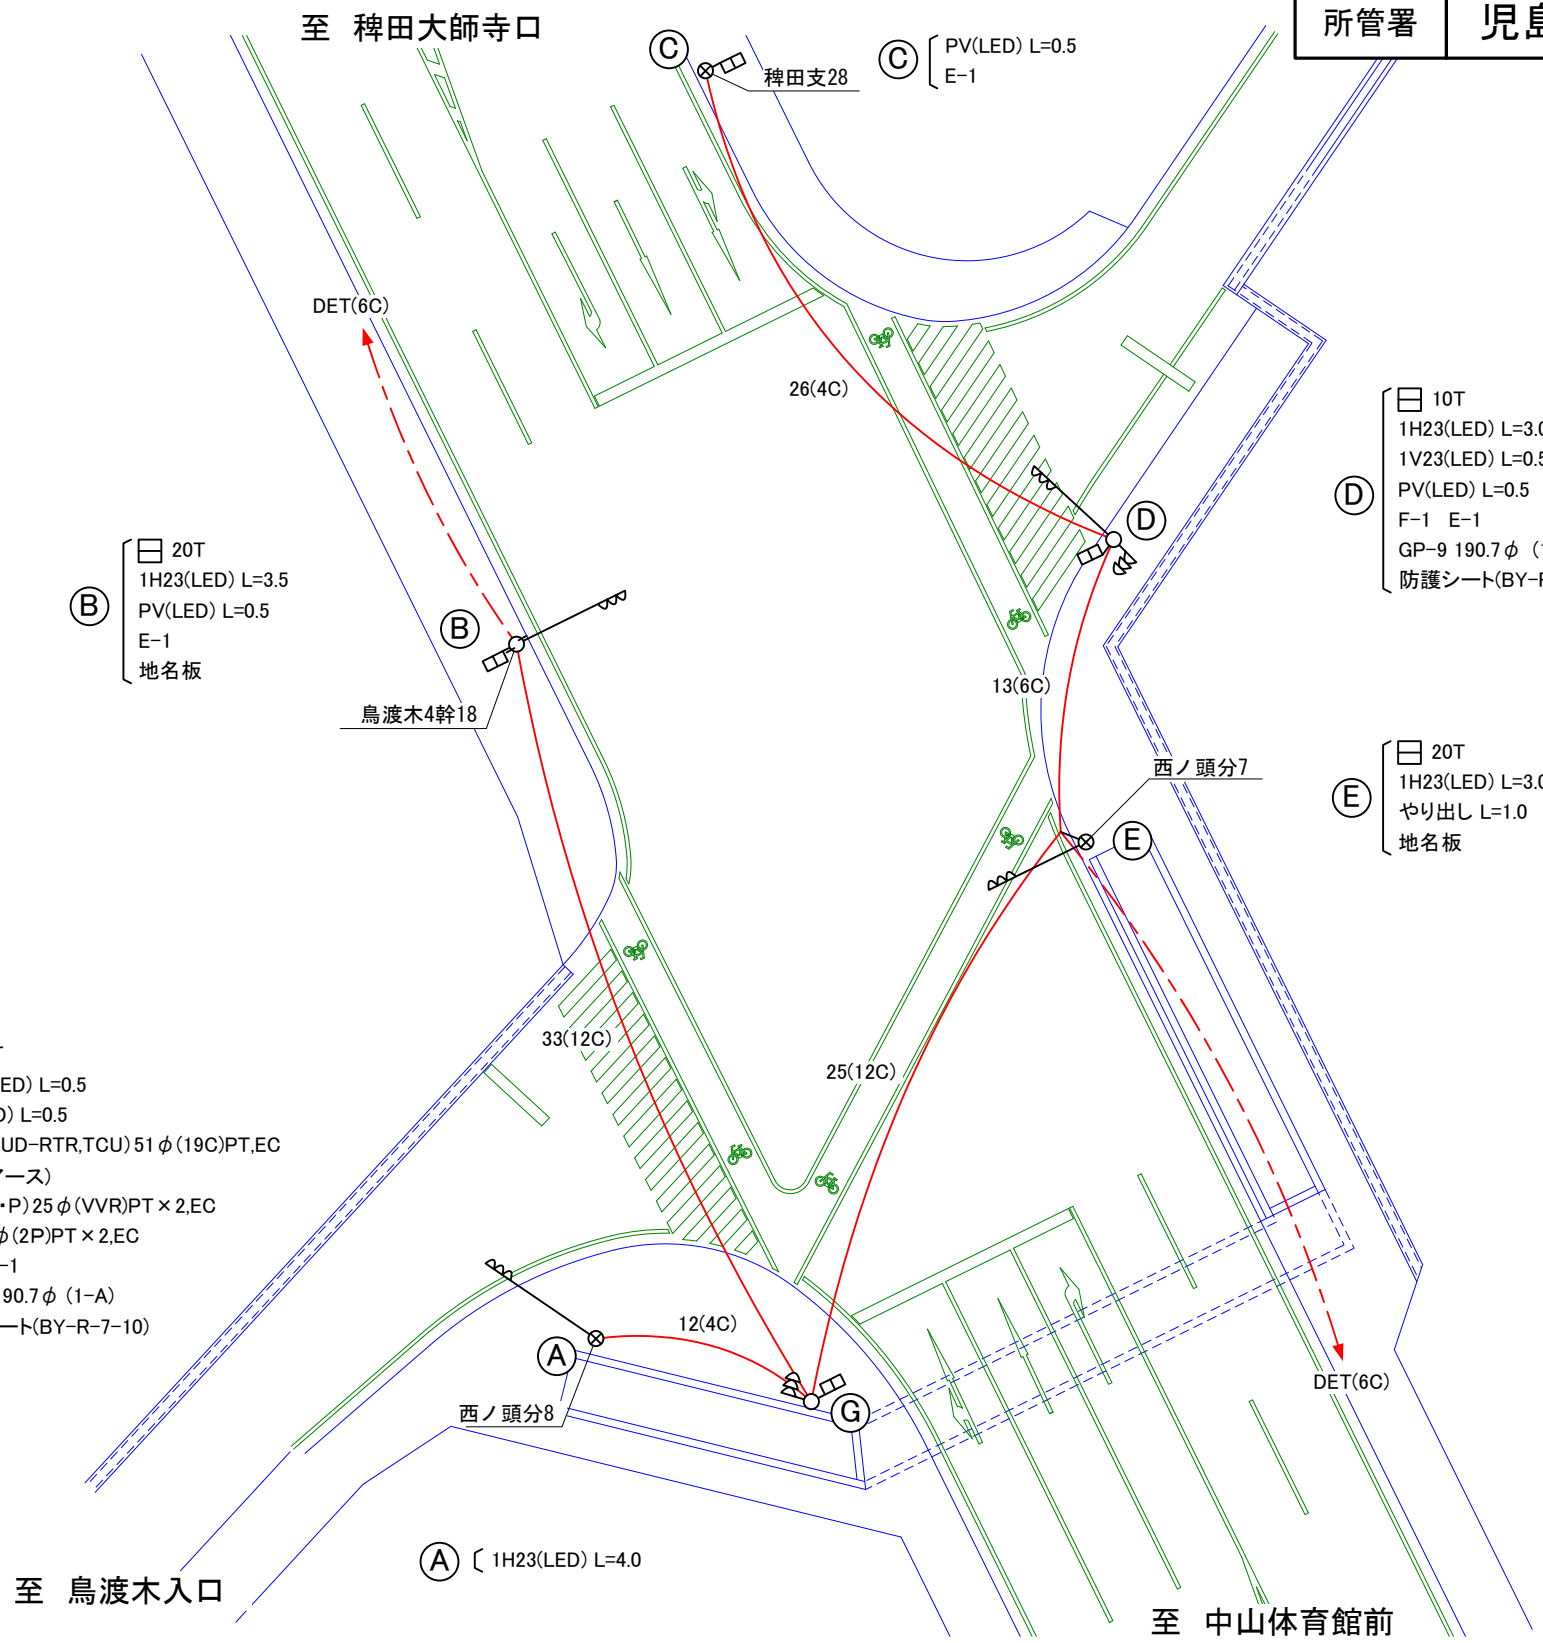 至 稗田大師寺口
所管署
児島
C
稗田支28
C
PV(LED) L=0.5
E-1
DET(6C)
26(4C)
D
10T
1H23(LED) L=3.0
1V23(LED) L=0.5
PV(LED) L=0.5
F-1 E-1
GP-9 190.7φ
防護シート(BY-R
D
B
20T
1H23(LED) L=3.5
PV(LED) L=0.5
E-1
地名板
B
鳥渡木4幹18
13(6C)
西ノ頭分7
E
20T
1H23(LED) L=3.0
やり出し L=1.0
地名板
E
33(12C)
25(12C)
ED) L=0.5
D) L=0.5
UD-RTR,TCU)51φ(19C)PT,EC
アース)
・P)25φ(VVR)PT×2,EC
φ(2P)PT×2,EC
-1
90.7φ (1-A)
ート(BY-R-7-10)
12(4C)
A
G
西ノ頭分8
DET(6C)
A
1H23(LED) L=4.0
至 鳥渡木入口
至 中山体育館前